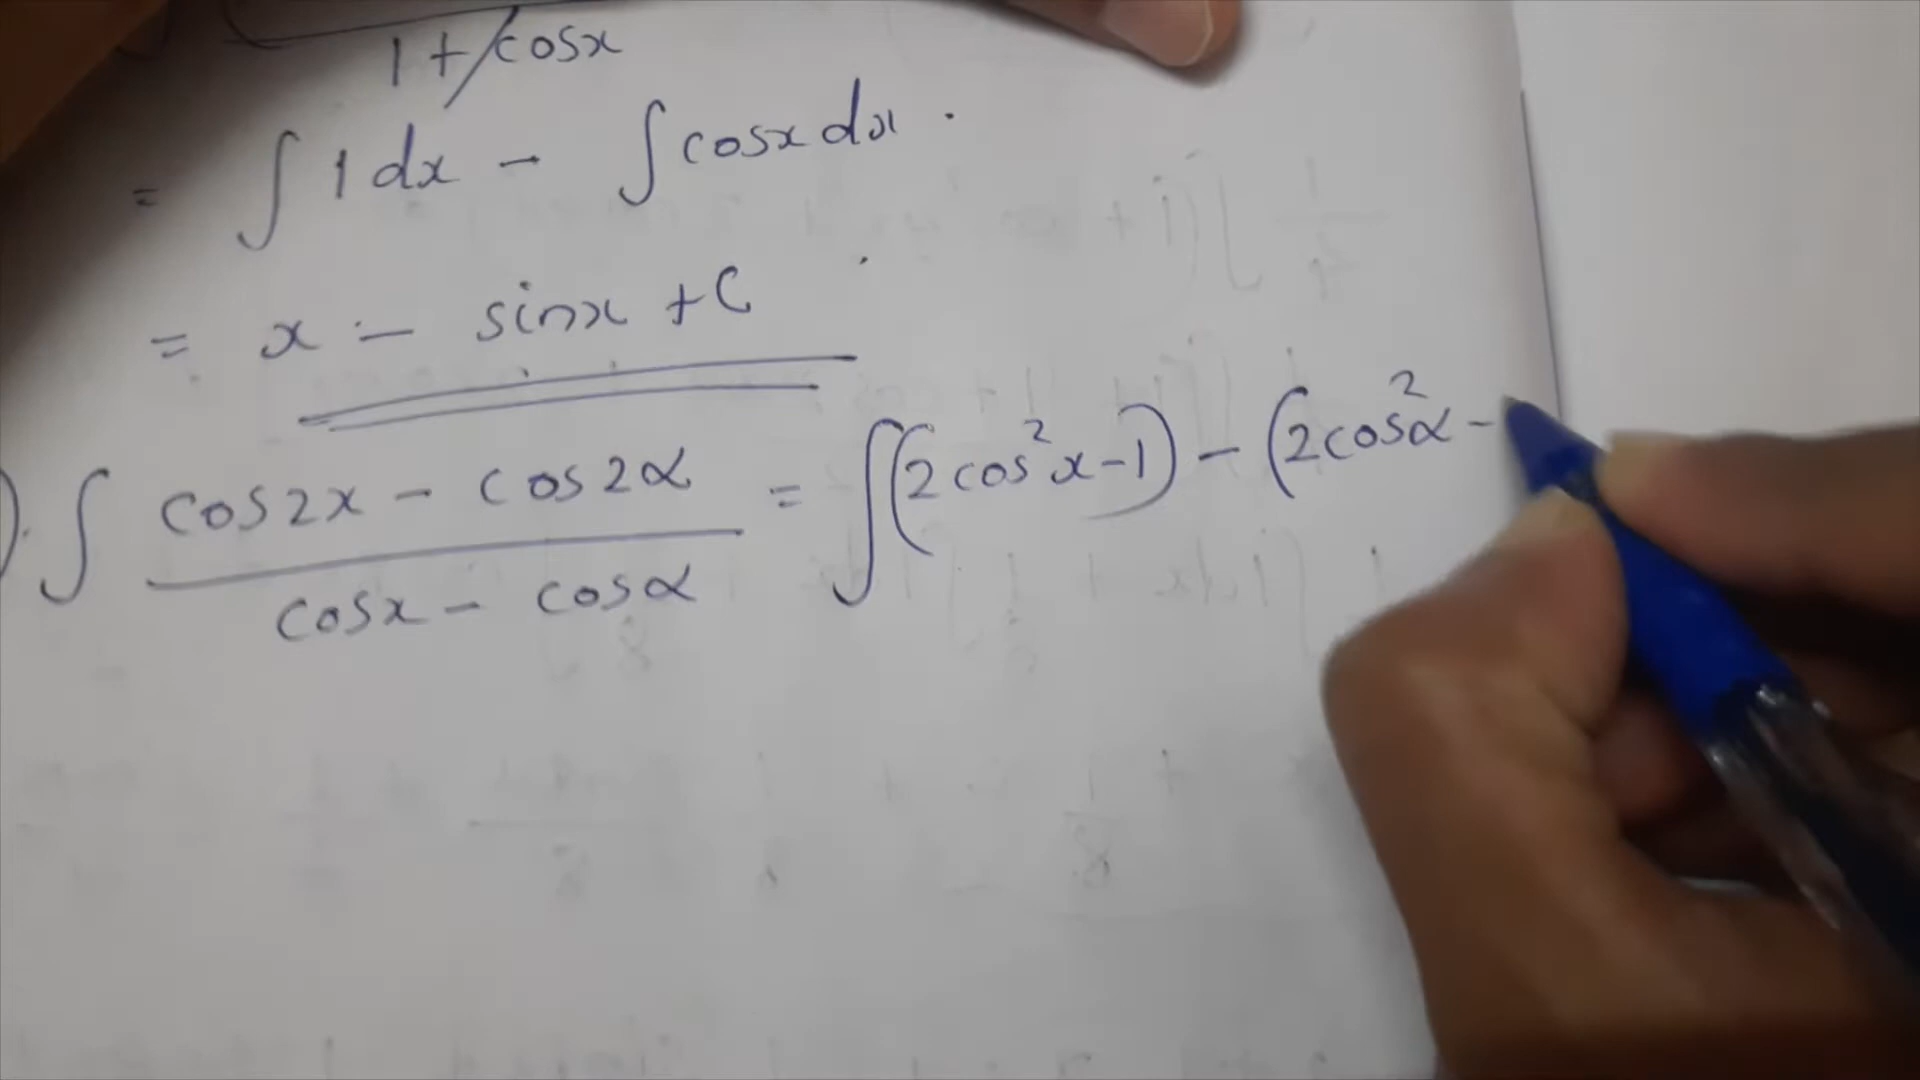 1 + cosx
= ∫ 1 dx - ∫ cosx dx .
= x - sinx + C
). ∫ (cos2x - cos2α) / (cosx - cosα) = ∫ (2cos²x-1) - (2cos²α -